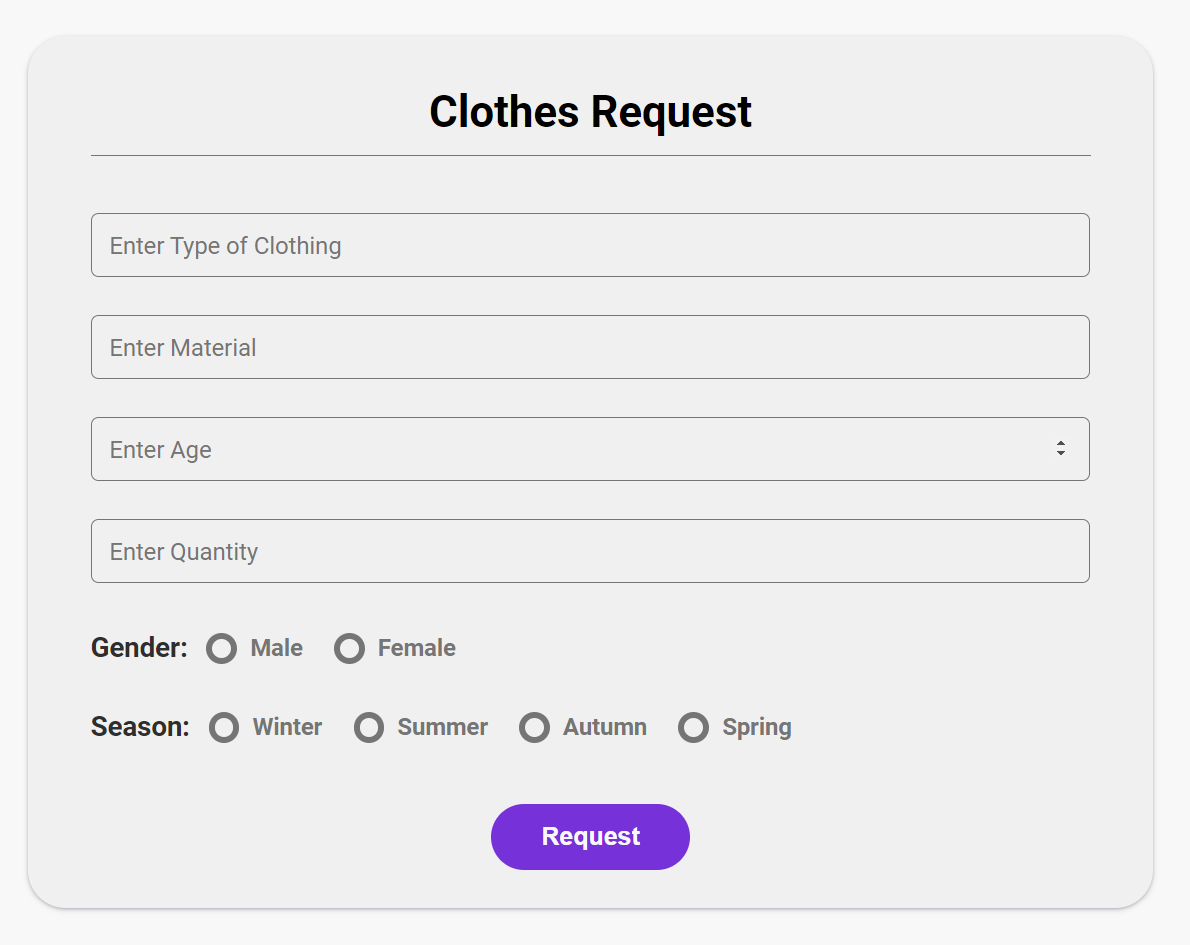 Clothes Request
Enter Type of Clothing
Enter Material
Enter Age
Enter Quantity
Gender: Male Female
Season: Winter Summer Autumn Spring
Request